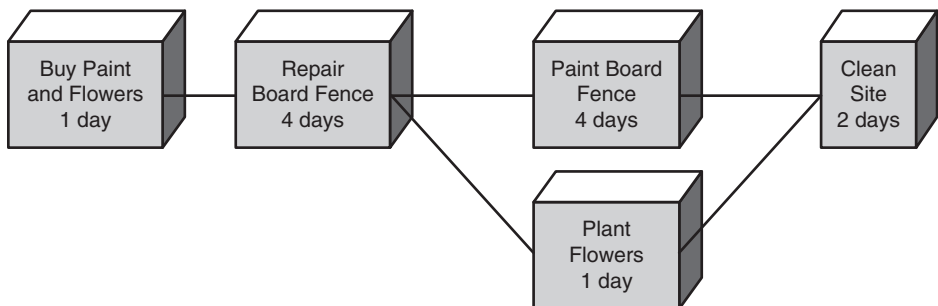 Buy Paint
and Flowers
1 day
Repair
Board Fence
4 days
Paint Board
Fence
4 days
Clean
Site
2 days
Plant
Flowers
1 day